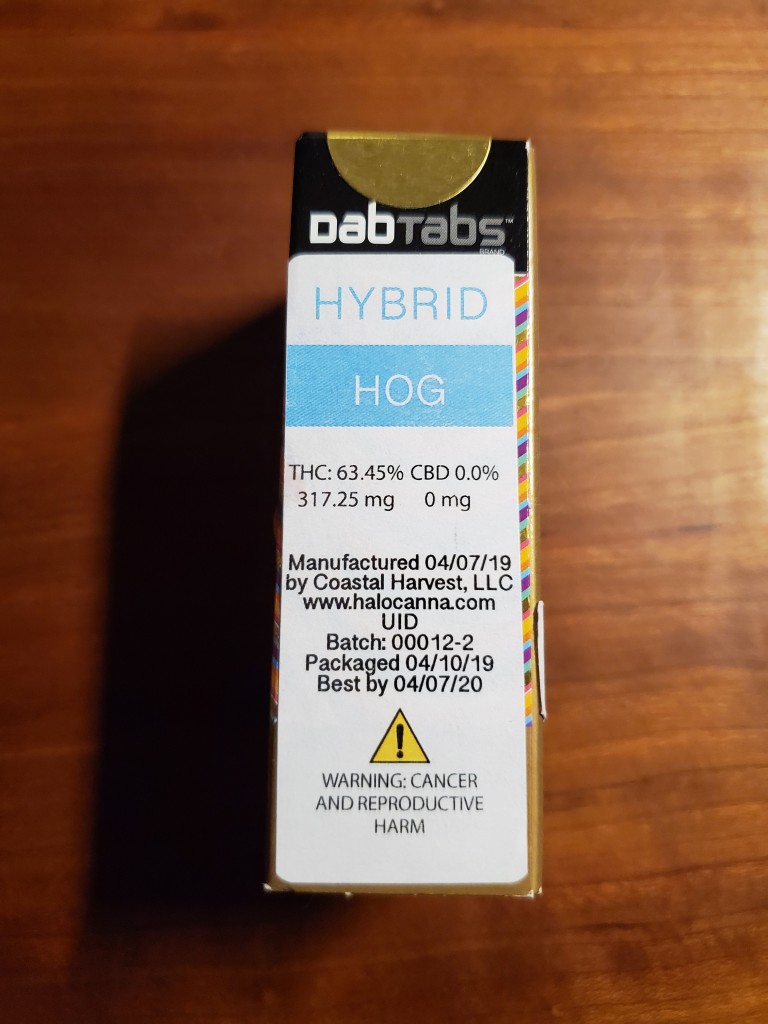 DabTabs™
BRAND
HYBRID
HOG
THC: 63.45% CBD 0.0%
317.25 mg 0 mg
Manufactured 04/07/19
by Coastal Harvest, LLC
www.halocanna.com
UID
Batch: 00012-2
Packaged 04/10/19
Best by 04/07/20
WARNING: CANCER
AND REPRODUCTIVE
HARM